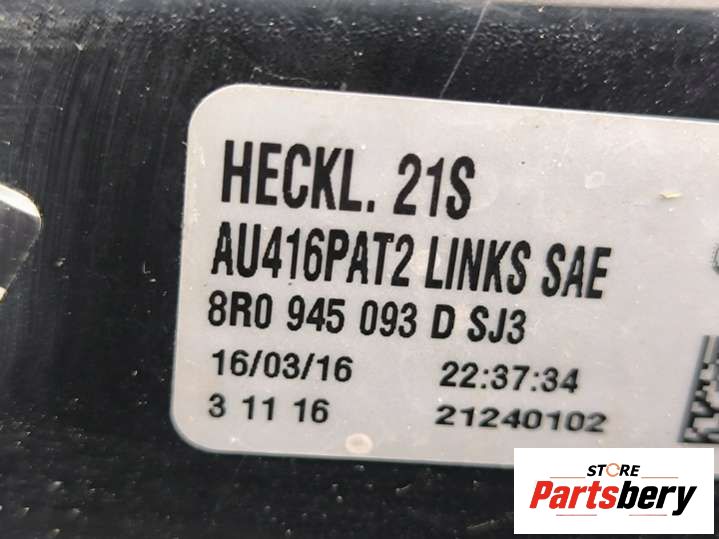 HECKL. 21S
AU416PAT2 LINKS SAE
8R0 945 093 D SJ3
16/03/16 22:37:34
3 11 16 21240102
STORE
Partsbery